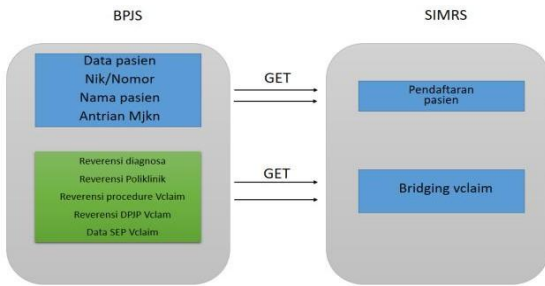 BPJS
SIMRS
Data pasien
Nik/Nomor
Nama pasien
Antrian Mjkn
GET
Pendaftaran
pasien
Reverensi diagnosa
Reverensi Poliklinik
Reverensi procedure Vclaim
Reverensi DPJP Vclam
Data SEP Vclaim
GET
Bridging vclaim